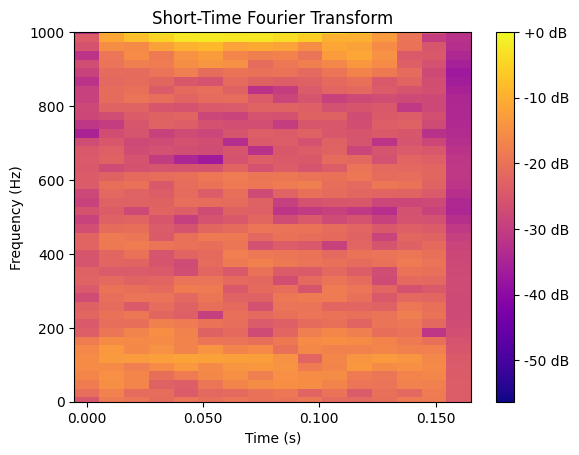 Short-Time Fourier Transform
1000
800
600
400
200
0
Frequency (Hz)
0.000
0.050
0.100
0.150
Time (s)
+0 dB
-10 dB
-20 dB
-30 dB
-40 dB
-50 dB